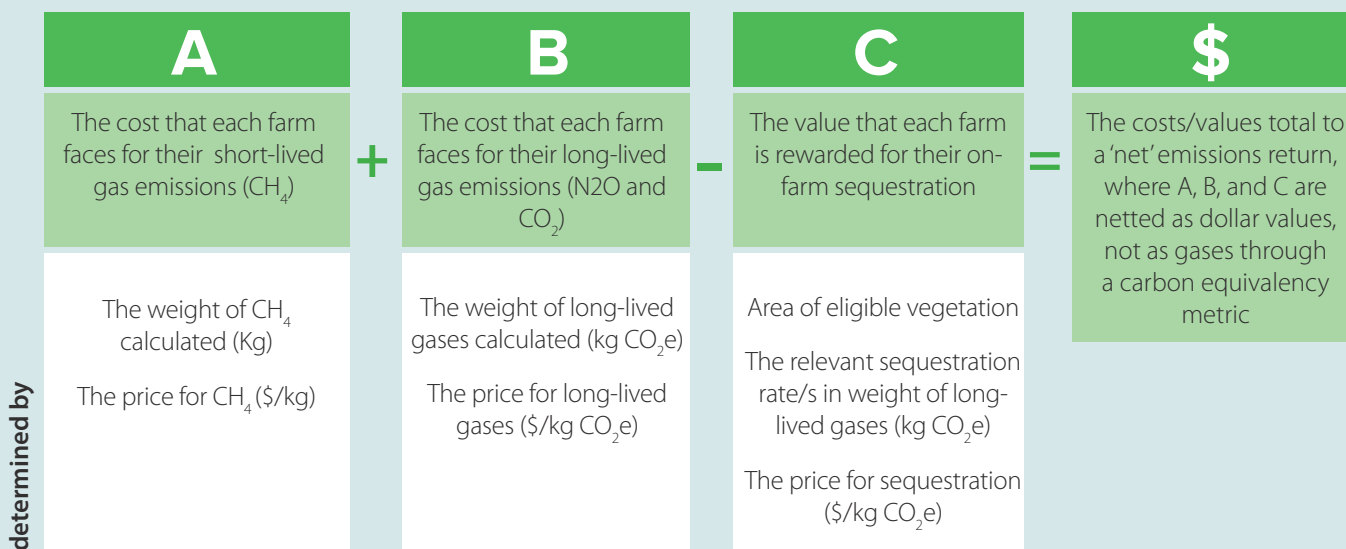 A
The cost that each farm
faces for their short-lived
gas emissions (CH₄)
+
B
The cost that each farm
faces for their long-lived
gas emissions (N2O and
CO₂)
-
C
The value that each farm
is rewarded for their on-
farm sequestration
=
$
The costs/values total to
a ‘net’ emissions return,
where A, B, and C are
netted as dollar values,
not as gases through
a carbon equivalency
metric
determined by
The weight of CH₄
calculated (Kg)
The price for CH₄ ($/kg)
The weight of long-lived
gases calculated (kg CO₂e)
The price for long-lived
gases ($/kg CO₂e)
Area of eligible vegetation
The relevant sequestration
rate/s in weight of long-
lived gases (kg CO₂e)
The price for sequestration
($/kg CO₂e)